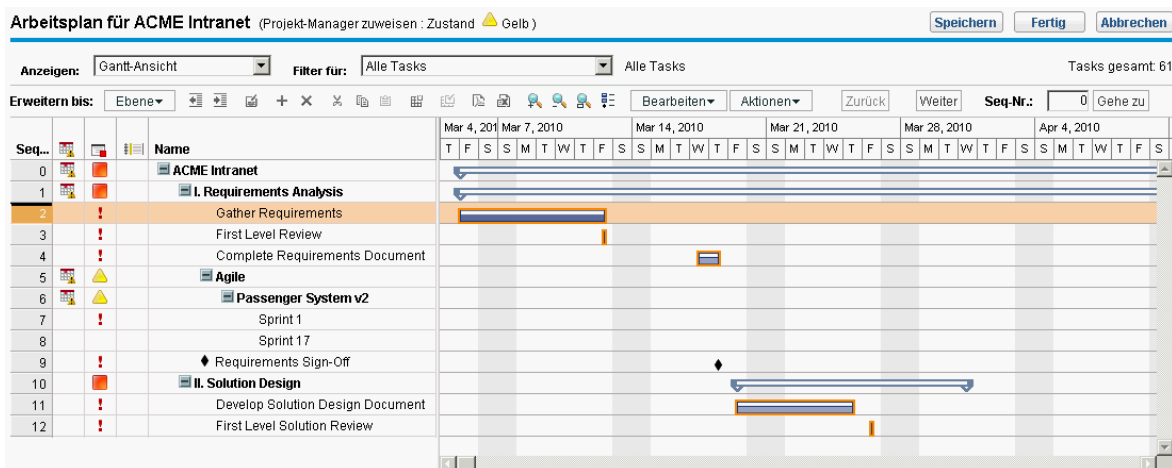 Arbeitsplan für ACME Intranet (Projekt-Manager zuweisen : Zustand Gelb )
Speichern Fertig Abbrechen
Anzeigen: Gantt-Ansicht Filter für: Alle Tasks Alle Tasks Tasks gesamt: 61
Erweitern bis: Ebene Bearbeiten Aktionen Zurück Weiter Seq-Nr.: 0 Gehe zu
Mar 4, 201 Mar 7, 2010 Mar 14, 2010 Mar 21, 2010 Mar 28, 2010 Apr 4, 2010
Seq... Name T F S S M T W T F S S M T W T F S S M T W T F S S M T W T F S S M T W T F S
0 ACME Intranet
1 I. Requirements Analysis
2 Gather Requirements
3 First Level Review
4 Complete Requirements Document
5 Agile
6 Passenger System v2
7 Sprint 1
8 Sprint 17
9 Requirements Sign-Off
10 II. Solution Design
11 Develop Solution Design Document
12 First Level Solution Review